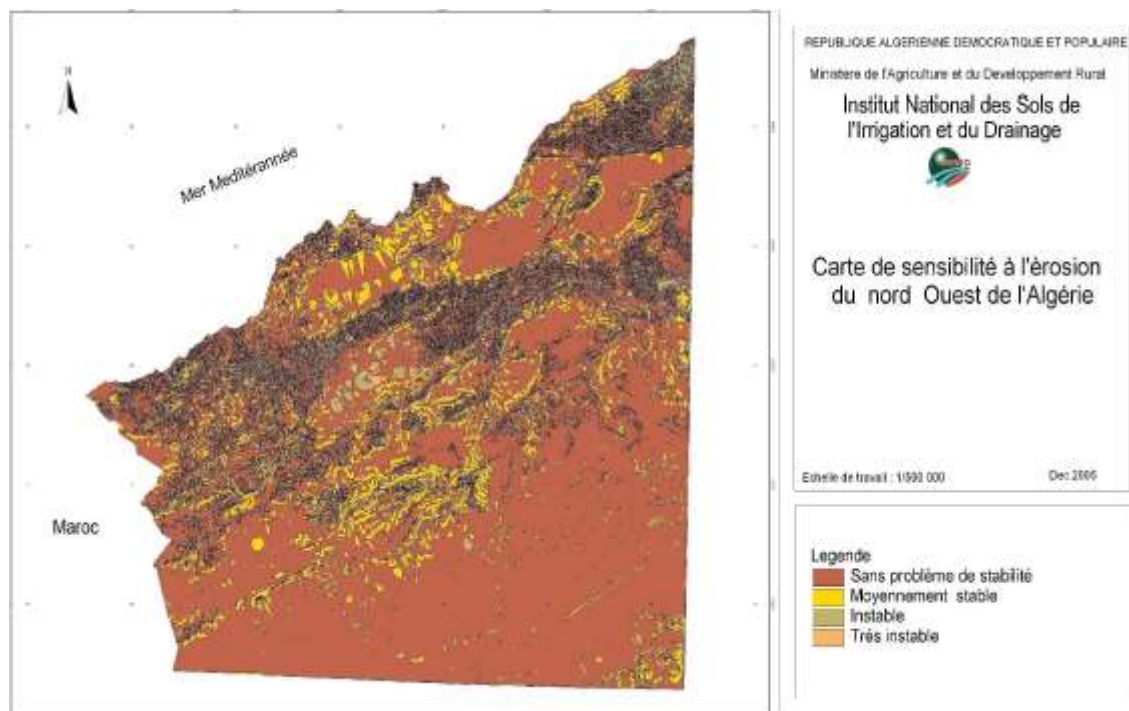 N
Mer Meditérannée
Maroc
REPUBLIQUE ALGERIENNE DEMOCRATIQUE ET POPULAIRE
Ministere de l'Agriculture et du Developpement Rural
Institut National des Sols de
l'Irrigation et du Drainage
Carte de sensibilité à l'èrosion
du nord Ouest de l'Algérie
Echelle de travail : 1/500 000
Dec 2005
Legende
Sans problème de stabilité
Moyennement stable
Instable
Trés instable